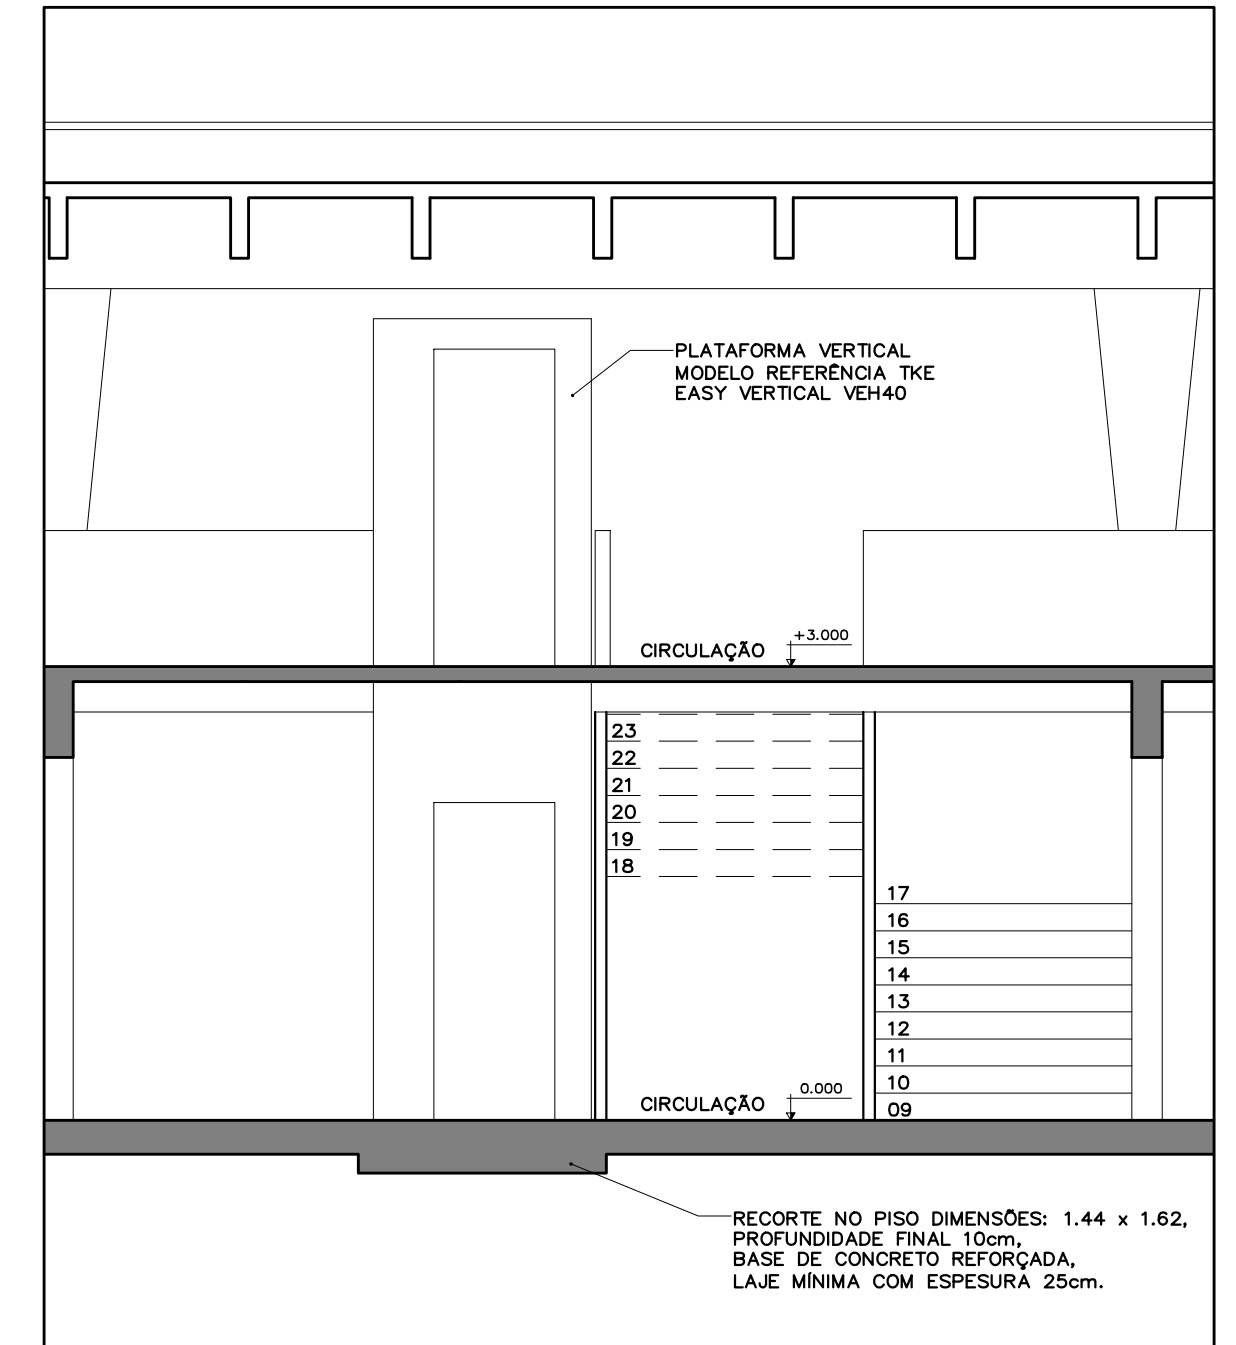 PLATAFORMA VERTICAL
MODELO REFERÊNCIA TKE
EASY VERTICAL VEH40
CIRCULAÇÃO
+3.000
23
22
21
20
19
18
17
16
15
14
13
12
11
10
09
CIRCULAÇÃO
0.000
RECORTE NO PISO DIMENSÕES: 1.44 x 1.62,
PROFUNDIDADE FINAL 10cm,
BASE DE CONCRETO REFORÇADA,
LAJE MÍNIMA COM ESPESURA 25cm.